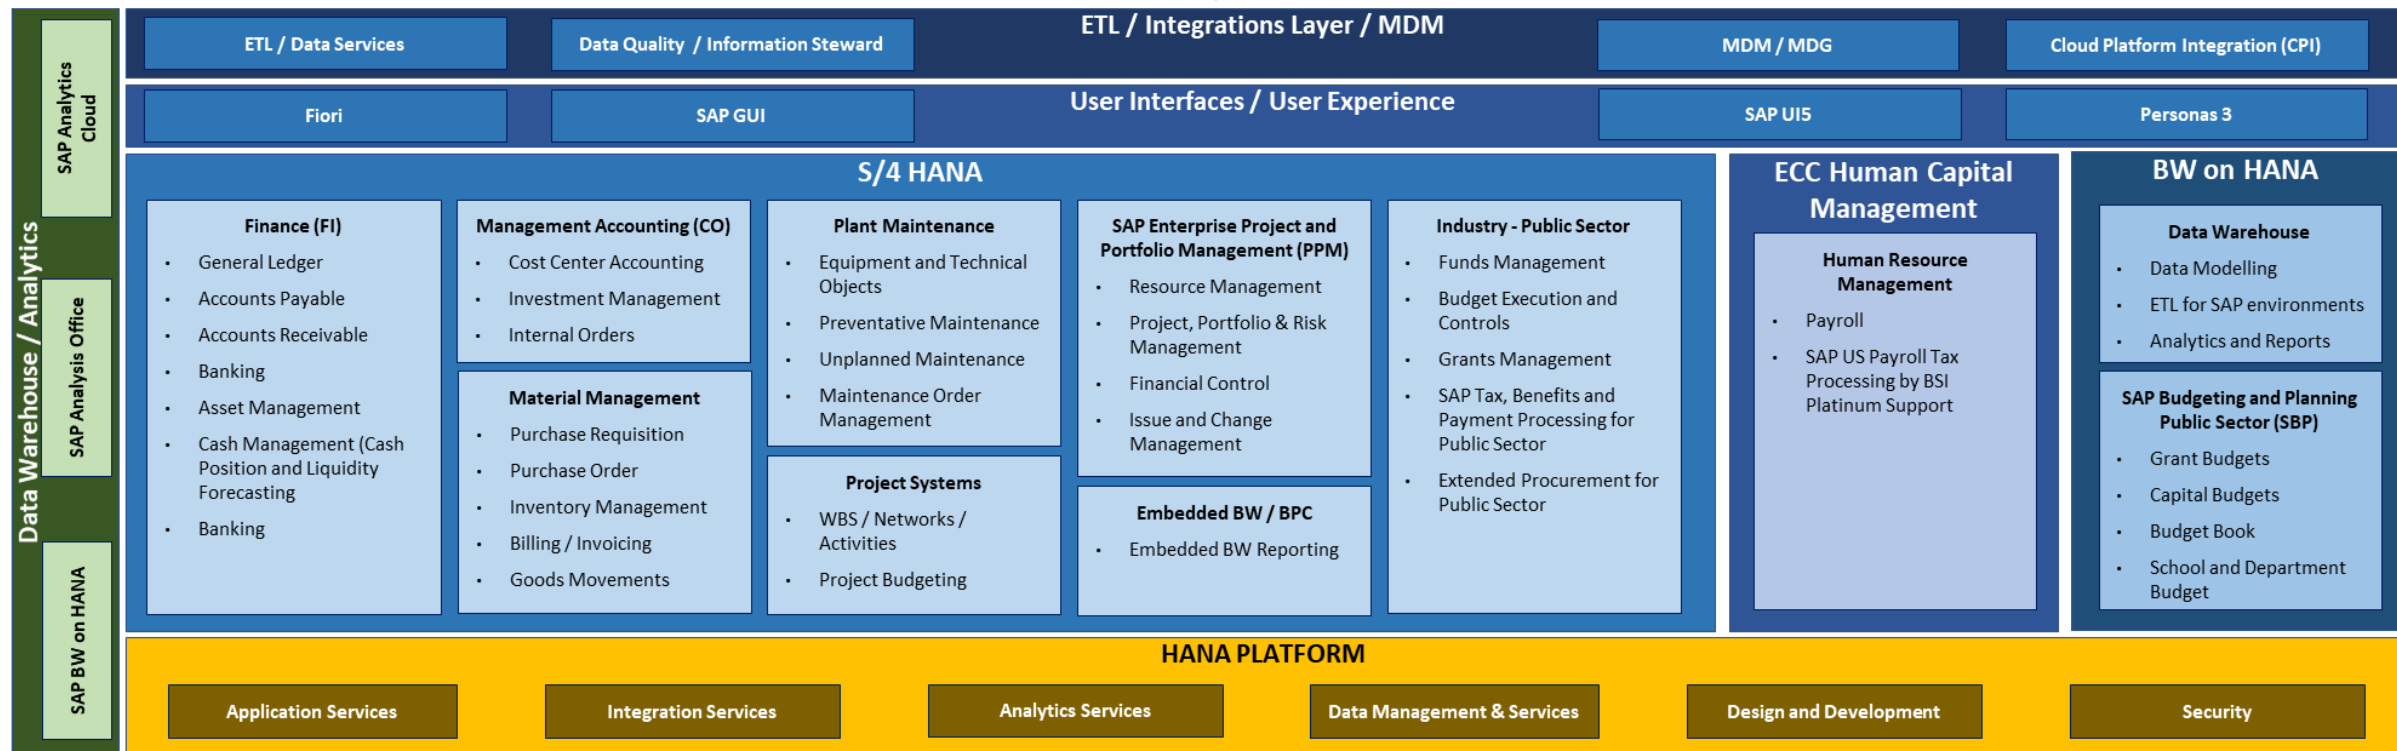 Data Warehouse / Analytics
SAP Analytics
Cloud
SAP Analysis Office
SAP BW on HANA
ETL / Integrations Layer / MDM
ETL / Data Services
Data Quality / Information Steward
MDM / MDG
Cloud Platform Integration (CPI)
User Interfaces / User Experience
Fiori
SAP GUI
SAP UI5
Personas 3
S/4 HANA
Finance (FI)
• General Ledger
• Accounts Payable
• Accounts Receivable
• Banking
• Asset Management
• Cash Management (Cash
Position and Liquidity
Forecasting
• Banking
Management Accounting (CO)
• Cost Center Accounting
• Investment Management
• Internal Orders
Material Management
• Purchase Requisition
• Purchase Order
• Inventory Management
• Billing / Invoicing
• Goods Movements
Plant Maintenance
• Equipment and Technical
Objects
• Preventative Maintenance
• Unplanned Maintenance
• Maintenance Order
Management
Project Systems
• WBS / Networks /
Activities
• Project Budgeting
SAP Enterprise Project and
Portfolio Management (PPM)
• Resource Management
• Project, Portfolio & Risk
Management
• Financial Control
• Issue and Change
Management
Embedded BW / BPC
• Embedded BW Reporting
Industry - Public Sector
• Funds Management
• Budget Execution and
Controls
• Grants Management
• SAP Tax, Benefits and
Payment Processing for
Public Sector
• Extended Procurement for
Public Sector
ECC Human Capital
Management
Human Resource
Management
• Payroll
• SAP US Payroll Tax
Processing by BSI
Platinum Support
BW on HANA
Data Warehouse
• Data Modelling
• ETL for SAP environments
• Analytics and Reports
SAP Budgeting and Planning
Public Sector (SBP)
• Grant Budgets
• Capital Budgets
• Budget Book
• School and Department
Budget
HANA PLATFORM
Application Services
Integration Services
Analytics Services
Data Management & Services
Design and Development
Security